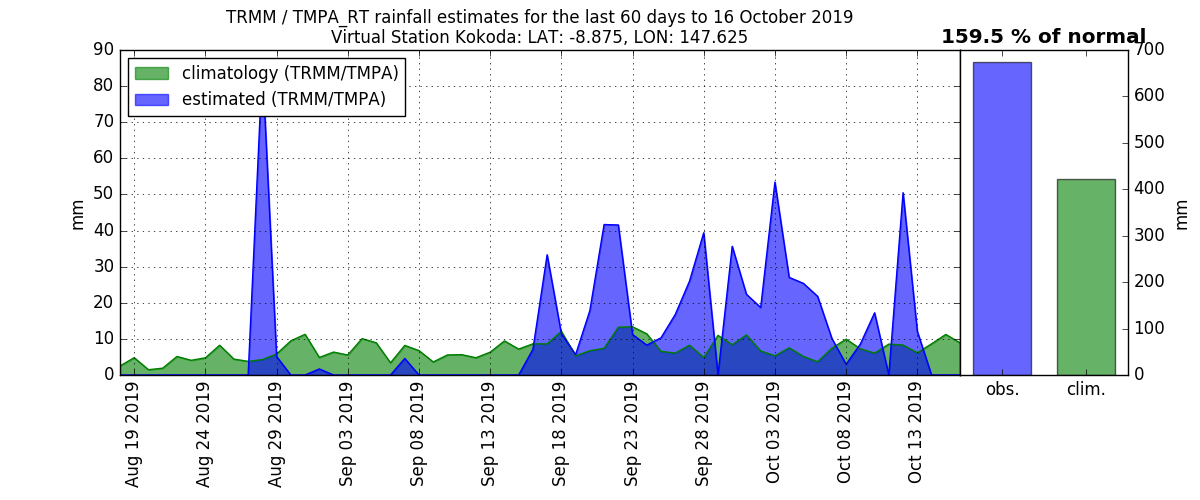 TRMM / TMPA_RT rainfall estimates for the last 60 days to 16 October 2019
Virtual Station Kokoda: LAT: -8.875, LON: 147.625
159.5 % of normal
climatology (TRMM/TMPA)
estimated (TRMM/TMPA)
90
80
70
60
50
40
30
20
10
0
mm
700
600
500
400
300
200
100
0
mm
obs.
clim.
Aug 19 2019
Aug 24 2019
Aug 29 2019
Sep 03 2019
Sep 08 2019
Sep 13 2019
Sep 18 2019
Sep 23 2019
Sep 28 2019
Oct 03 2019
Oct 08 2019
Oct 13 2019